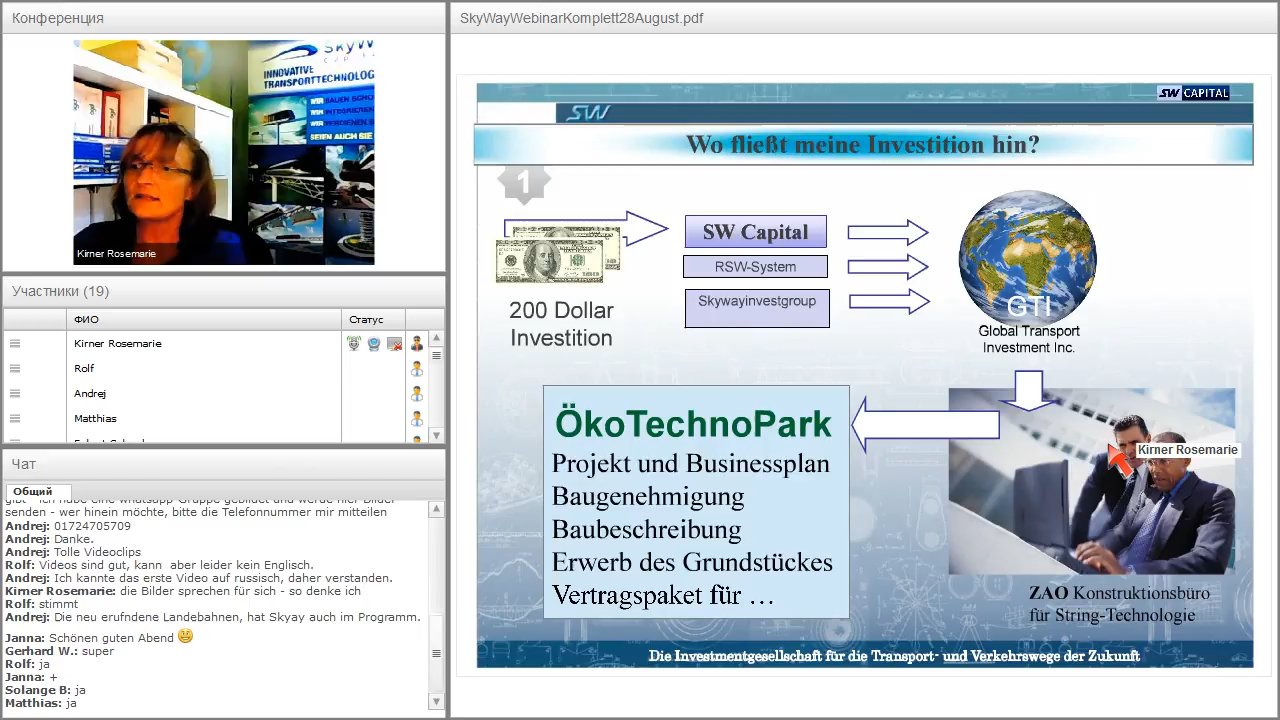 Конференция
SkyWayWebinarKomplett28August.pdf
INNOVATIVE
TRANSPORTTECHNOLOG
SEIEN AUCH SIE
Kirner Rosemarie
Участники (19)
ФИО
Статус
Kirner Rosemarie
Rolf
Andrej
Matthias
Чат
Общий
senden - wer hinein möchte, bitte die Telefonnummer mir mitteilen
Andrej: 01724705709
Andrej: Danke.
Andrej: Tolle Videoclips
Rolf: Videos sind gut, kann aber leider kein Englisch.
Andrej: Ich kannte das erste Video auf russisch, daher verstanden.
Kirner Rosemarie: die Bilder sprechen für sich - so denke ich
Rolf: stimmt
Andrej: Die neu erufndene Landebahnen, hat Skyay auch im Programm.
Janna: Schönen guten Abend
Gerhard W.: super
Rolf: ja
Janna: +
Solange B: ja
Matthias: ja
SW CAPITAL
SW
Wo fließt meine Investition hin?
1
200 Dollar
Investition
SW Capital
RSW-System
Skywayinvestgroup
GTI
Global Transport
Investment Inc.
ÖkoTechnoPark
Projekt und Businessplan
Baugenehmigung
Baubeschreibung
Erwerb des Grundstückes
Vertragspaket für …
Kirner Rosemarie
ZAO Konstruktionsbüro
für String-Technologie
Die Investmentgesellschaft für die Transport- und Verkehrswege der Zukunft